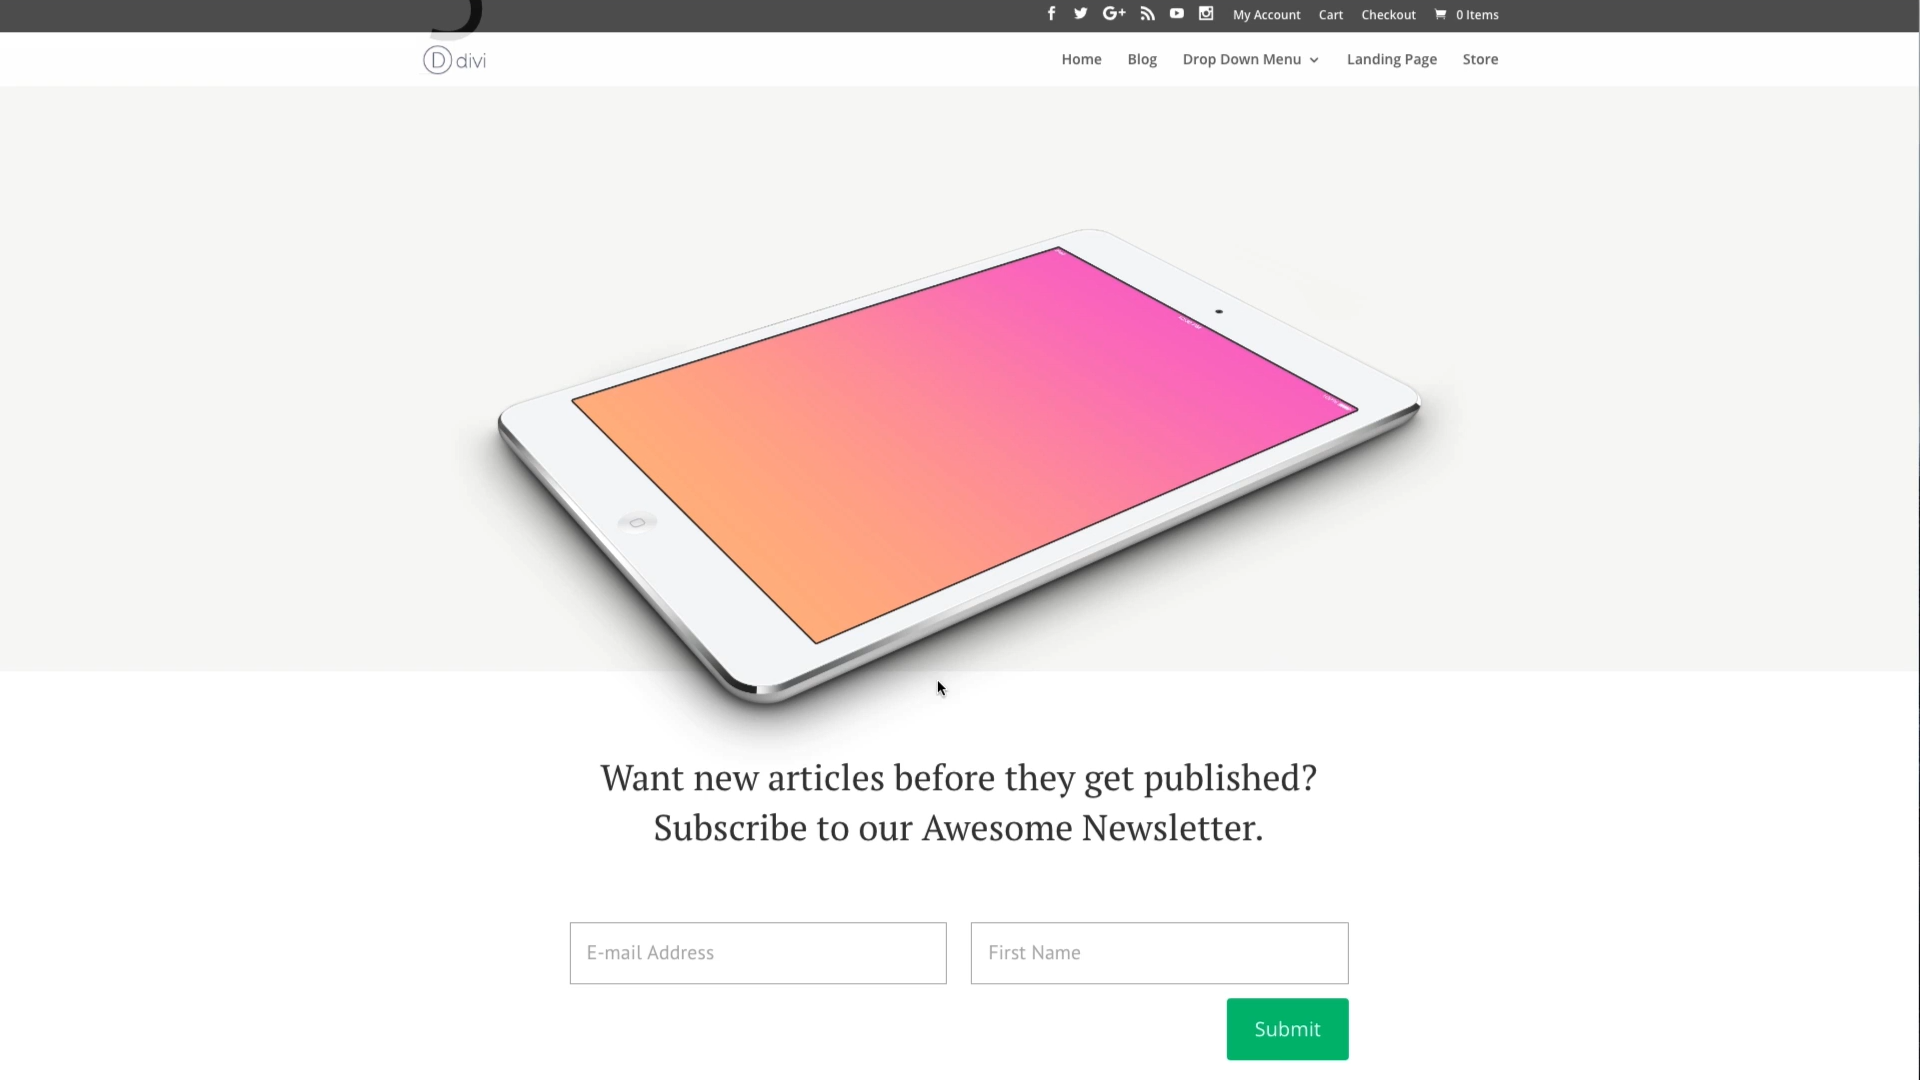 My Account Cart Checkout 0 Items
D divi
Home Blog Drop Down Menu Landing Page Store
Want new articles before they get published?
Subscribe to our Awesome Newsletter.
E-mail Address First Name
Submit